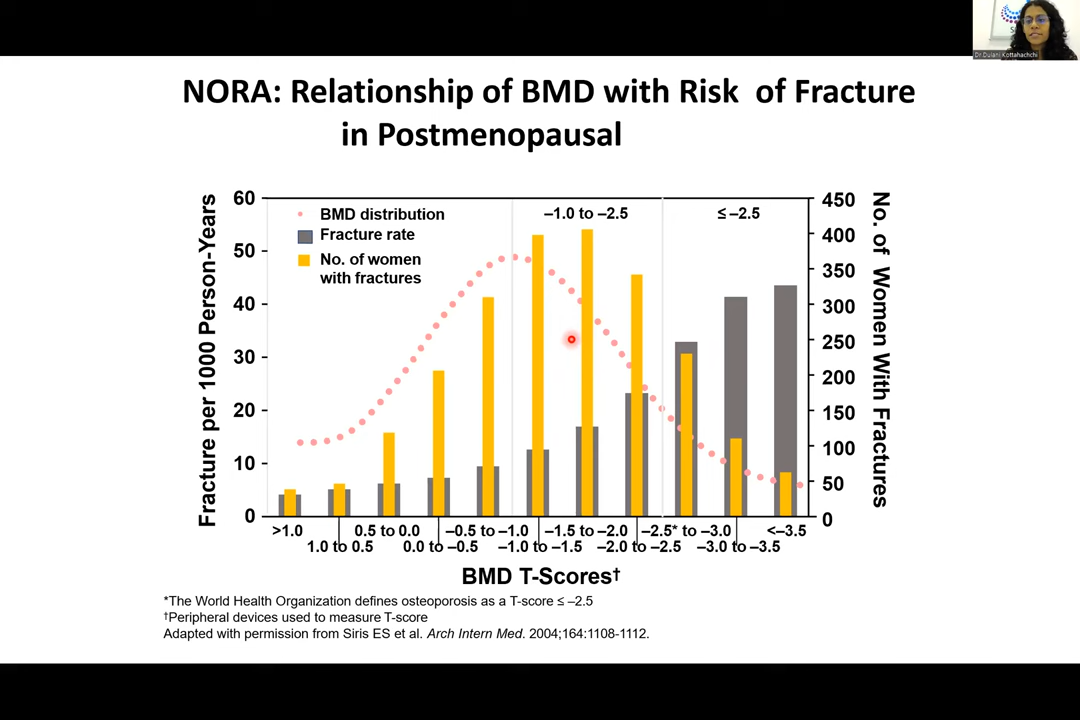 Dr Dulani Kottahachchi
NORA: Relationship of BMD with Risk of Fracture
in Postmenopausal
Fracture per 1000 Person-Years
60
50
40
30
20
10
0
BMD distribution
Fracture rate
No. of women
with fractures
–1.0 to –2.5
≤ –2.5
450
400
350
300
250
200
150
100
50
0
No. of Women With Fractures
>1.0
0.5 to 0.0
–0.5 to –1.0
–1.5 to –2.0
–2.5* to –3.0
<–3.5
1.0 to 0.5
0.0 to –0.5
–1.0 to –1.5
–2.0 to –2.5
–3.0 to –3.5
BMD T-Scores†
*The World Health Organization defines osteoporosis as a T-score ≤ –2.5
†Peripheral devices used to measure T-score
Adapted with permission from Siris ES et al. Arch Intern Med. 2004;164:1108-1112.